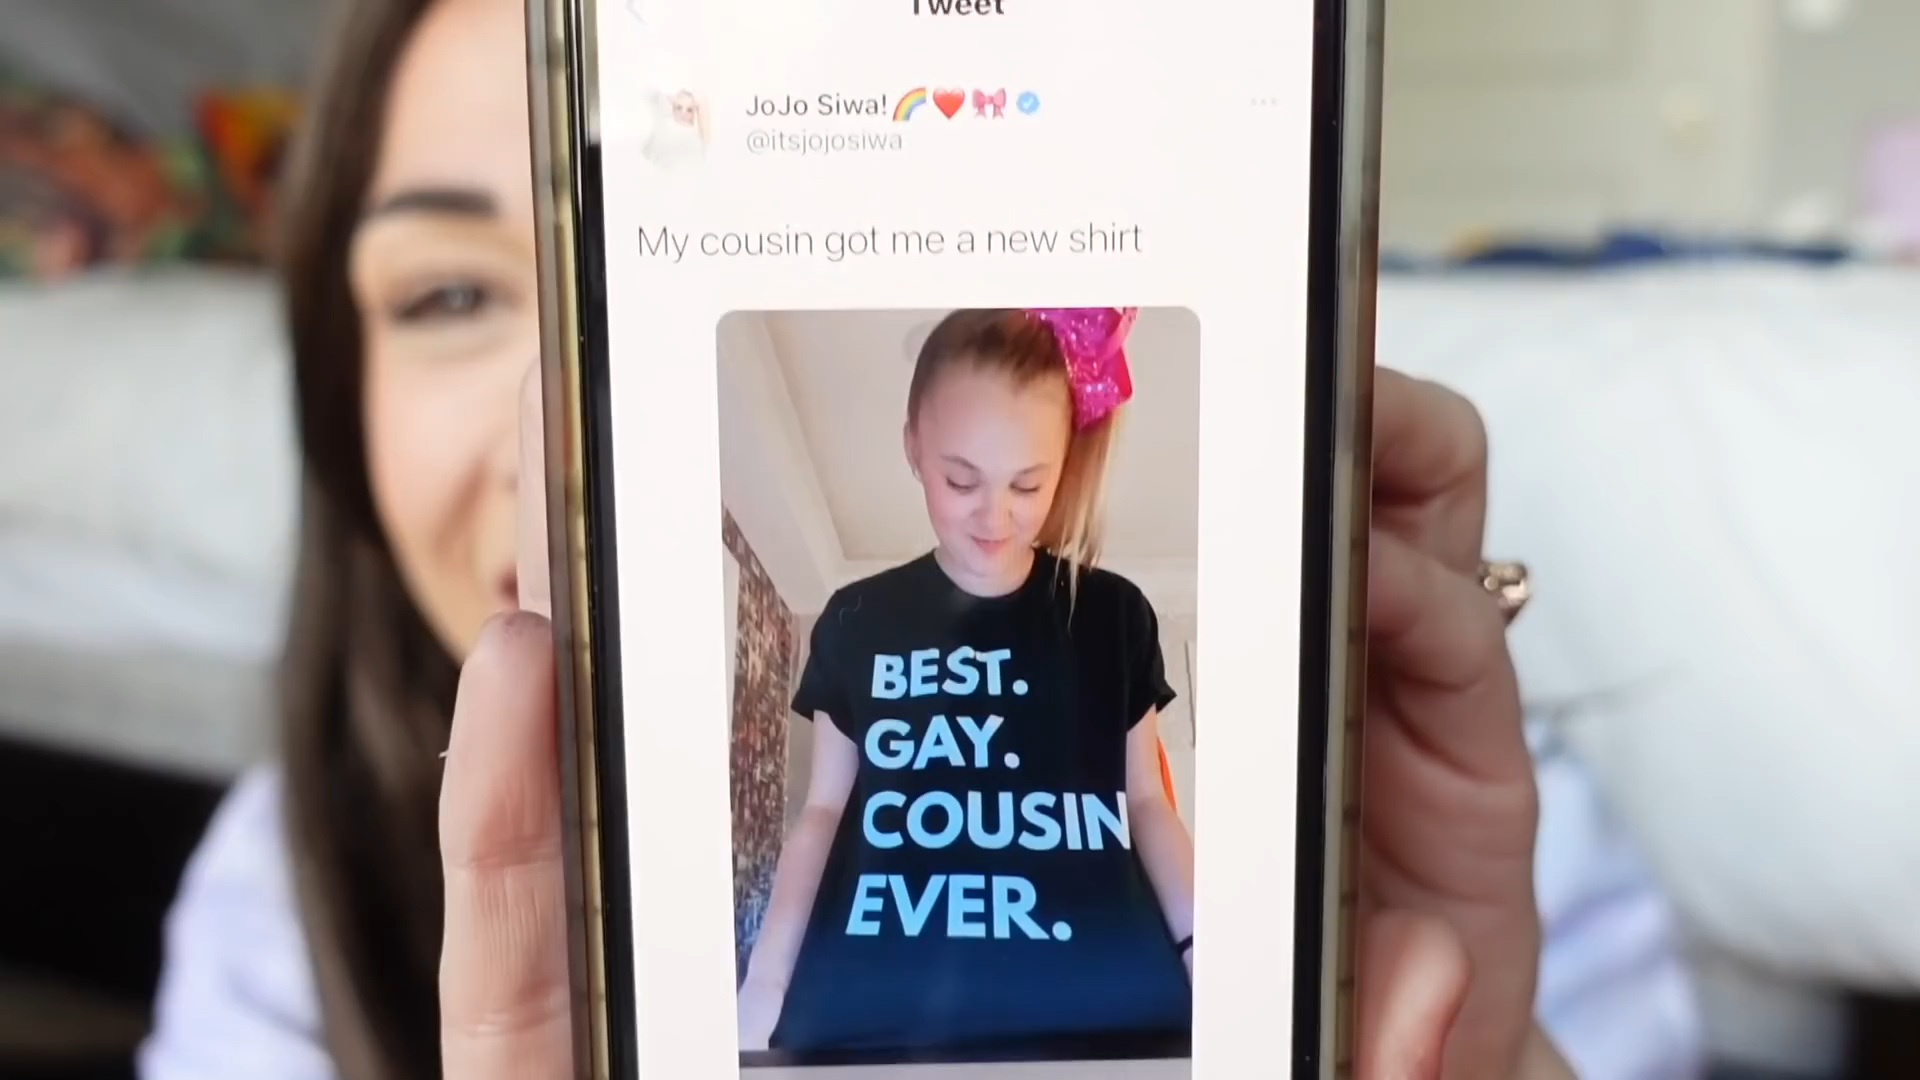 Tweet
JoJo Siwa!🌈❤️🎀
@itsjojosiwa
My cousin got me a new shirt
BEST.
GAY.
COUSIN
EVER.